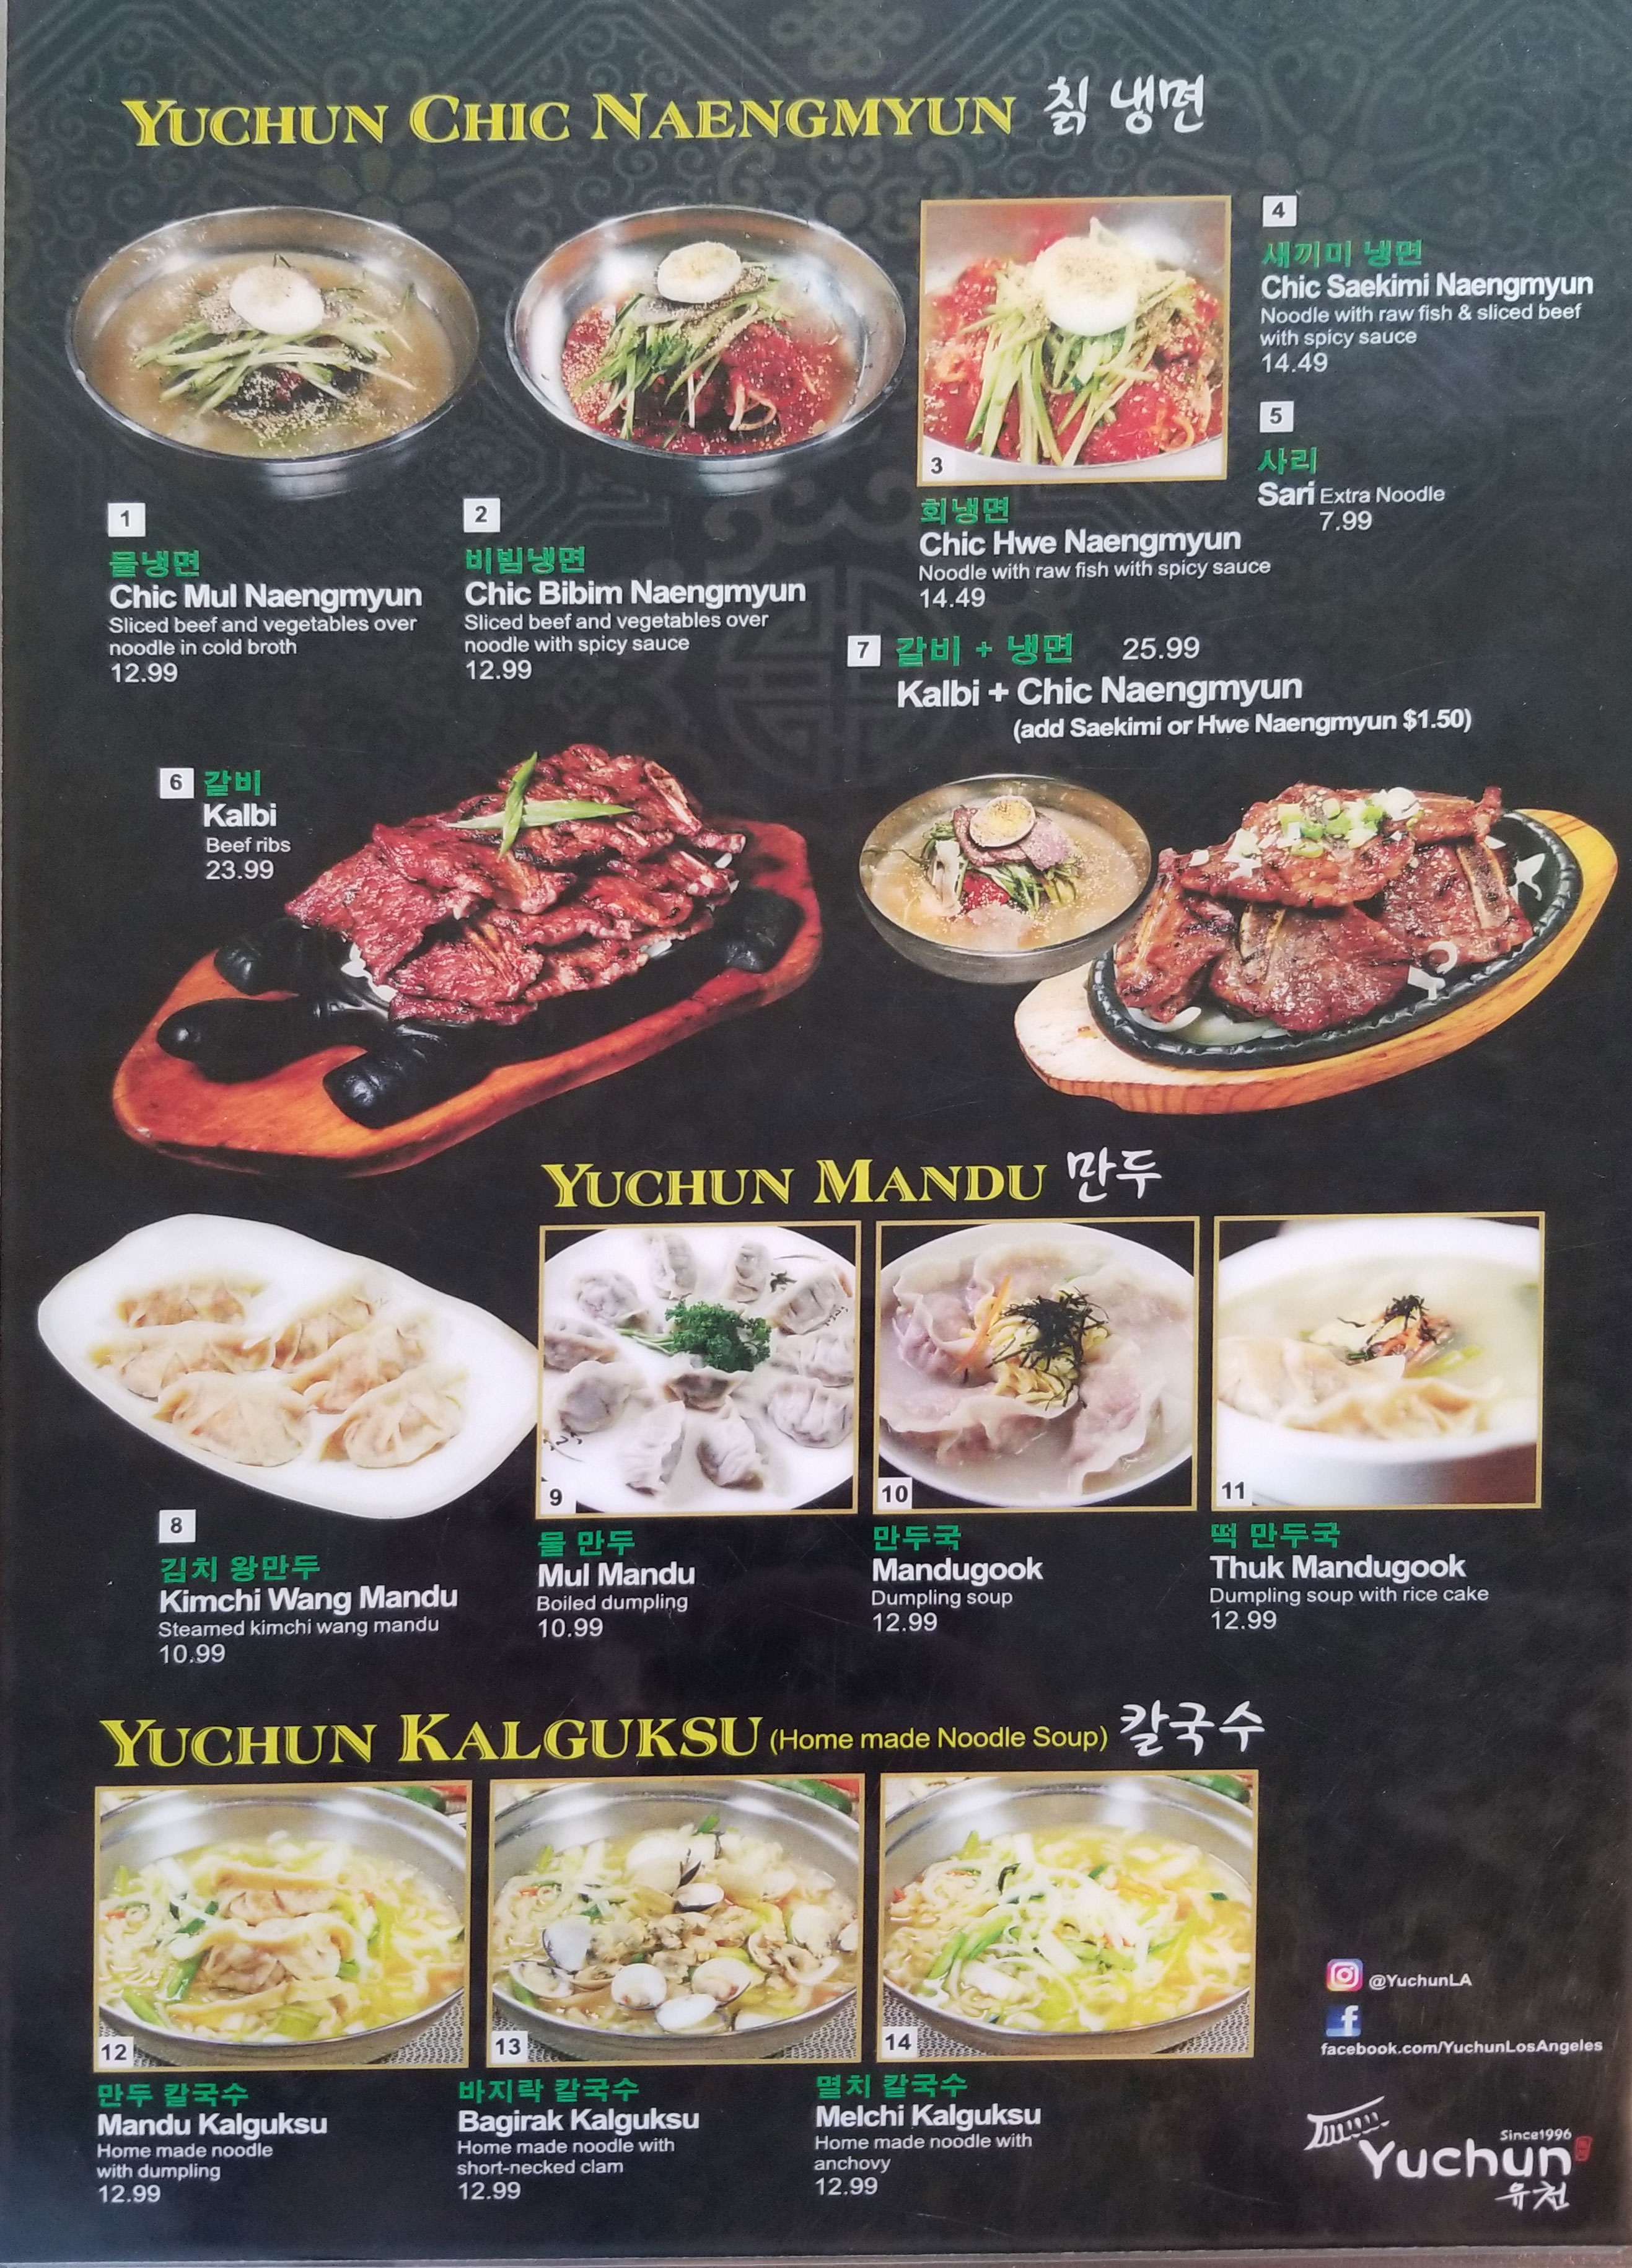 YUCHUN CHIC NAENGMYUN 칡 냉면
1
물냉면
Chic Mul Naengmyun
Sliced beef and vegetables over
noodle in cold broth
12.99
2
비빔냉면
Chic Bibim Naengmyun
Sliced beef and vegetables over
noodle with spicy sauce
12.99
3
회냉면
Chic Hwe Naengmyun
Noodle with raw fish with spicy sauce
14.49
4
새끼미 냉면
Chic Saekimi Naengmyun
Noodle with raw fish & sliced beef
with spicy sauce
14.49
5
사리
Sari Extra Noodle
7.99
6 갈비
Kalbi
Beef ribs
23.99
7 갈비 + 냉면 25.99
Kalbi + Chic Naengmyun
(add Saekimi or Hwe Naengmyun $1.50)
YUCHUN MANDU 만두
8
김치 왕만두
Kimchi Wang Mandu
Steamed kimchi wang mandu
10.99
9
물 만두
Mul Mandu
Boiled dumpling
10.99
10
만두국
Mandugook
Dumpling soup
12.99
11
떡 만두국
Thuk Mandugook
Dumpling soup with rice cake
12.99
YUCHUN KALGUKSU (Home made Noodle Soup) 칼국수
12
만두 칼국수
Mandu Kalguksu
Home made noodle
with dumpling
12.99
13
바지락 칼국수
Bagirak Kalguksu
Home made noodle with
short-necked clam
12.99
14
멸치 칼국수
Melchi Kalguksu
Home made noodle with
anchovy
12.99
@YuchunLA
facebook.com/YuchunLosAngeles
Since1996
Yuchun
유천